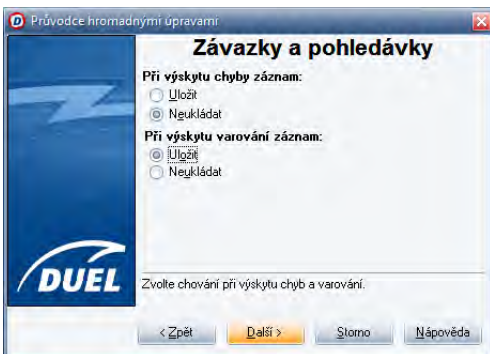 Průvodce hromadnými úpravami
Závazky a pohledávky
Při výskytu chyby záznam:
Uložit
Neukládat
Při výskytu varování záznam:
Uložit
Neukládat
DUEL
Zvolte chování při výskytu chyb a varování.
< Zpět Další > Storno Nápověda